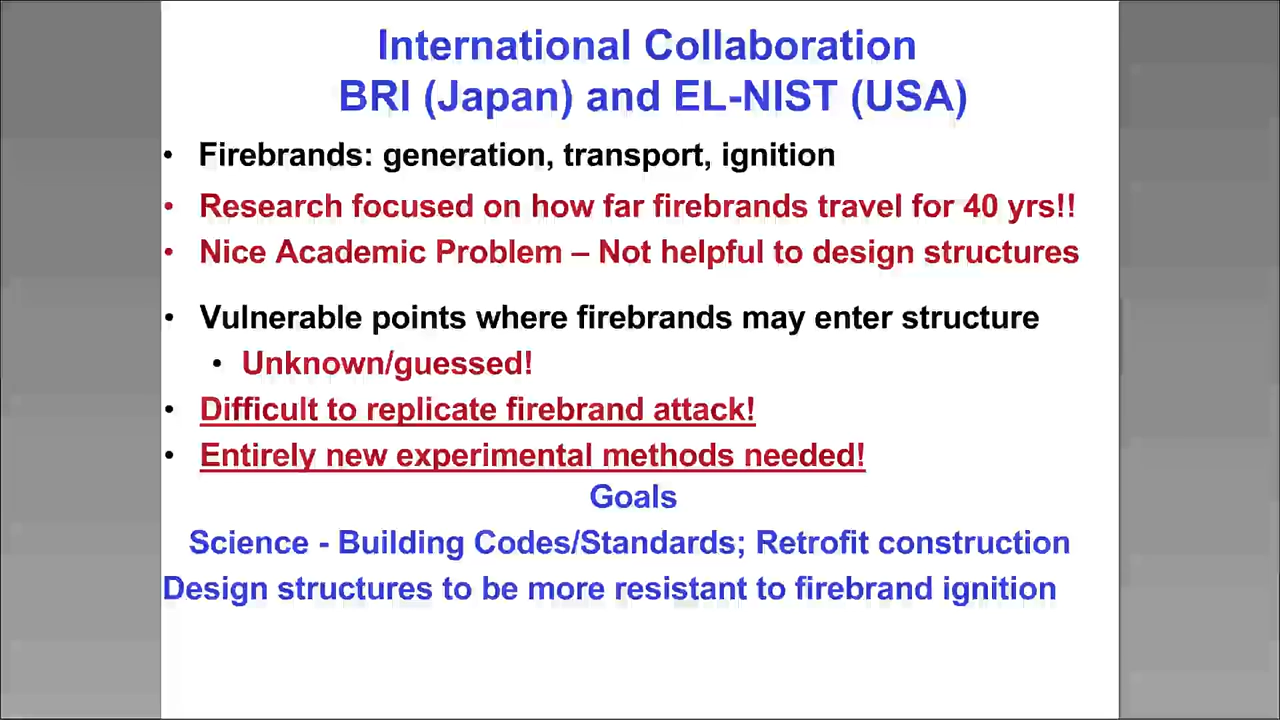 International Collaboration
BRI (Japan) and EL-NIST (USA)
• Firebrands: generation, transport, ignition
• Research focused on how far firebrands travel for 40 yrs!!
• Nice Academic Problem – Not helpful to design structures
• Vulnerable points where firebrands may enter structure
• Unknown/guessed!
• Difficult to replicate firebrand attack!
• Entirely new experimental methods needed!
Goals
Science - Building Codes/Standards; Retrofit construction
Design structures to be more resistant to firebrand ignition